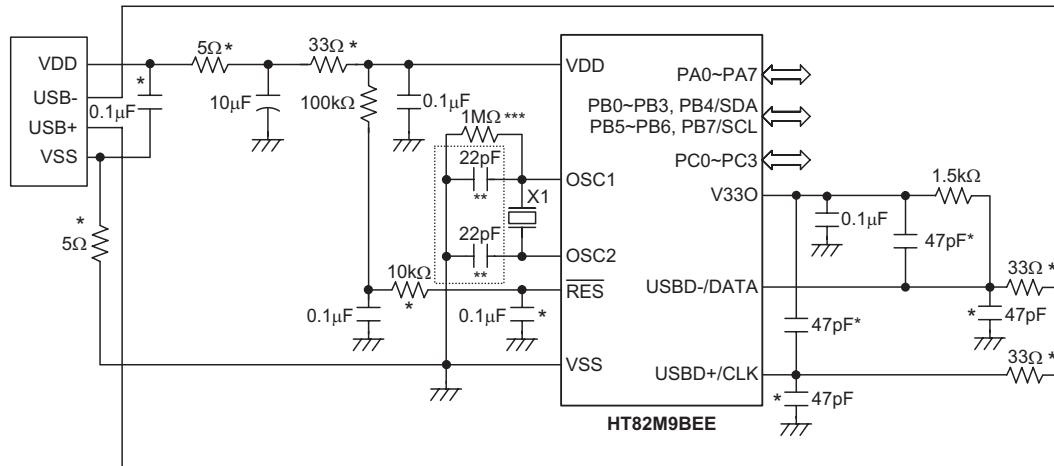 VDD
USB-
USB+
VSS
*
0.1μF
5Ω*
10μF
33Ω*
100kΩ
0.1μF
1MΩ***
22pF
**
X1
22pF
**
*
5Ω
10kΩ
*
0.1μF
0.1μF
*
VDD
OSC1
OSC2
RES
VSS
PA0~PA7
PB0~PB3, PB4/SDA
PB5~PB6, PB7/SCL
PC0~PC3
V33O
USBD-/DATA
USBD+/CLK
HT82M9BEE
0.1μF
47pF*
1.5kΩ
47pF*
33Ω*
*
47pF
33Ω*
*
47pF